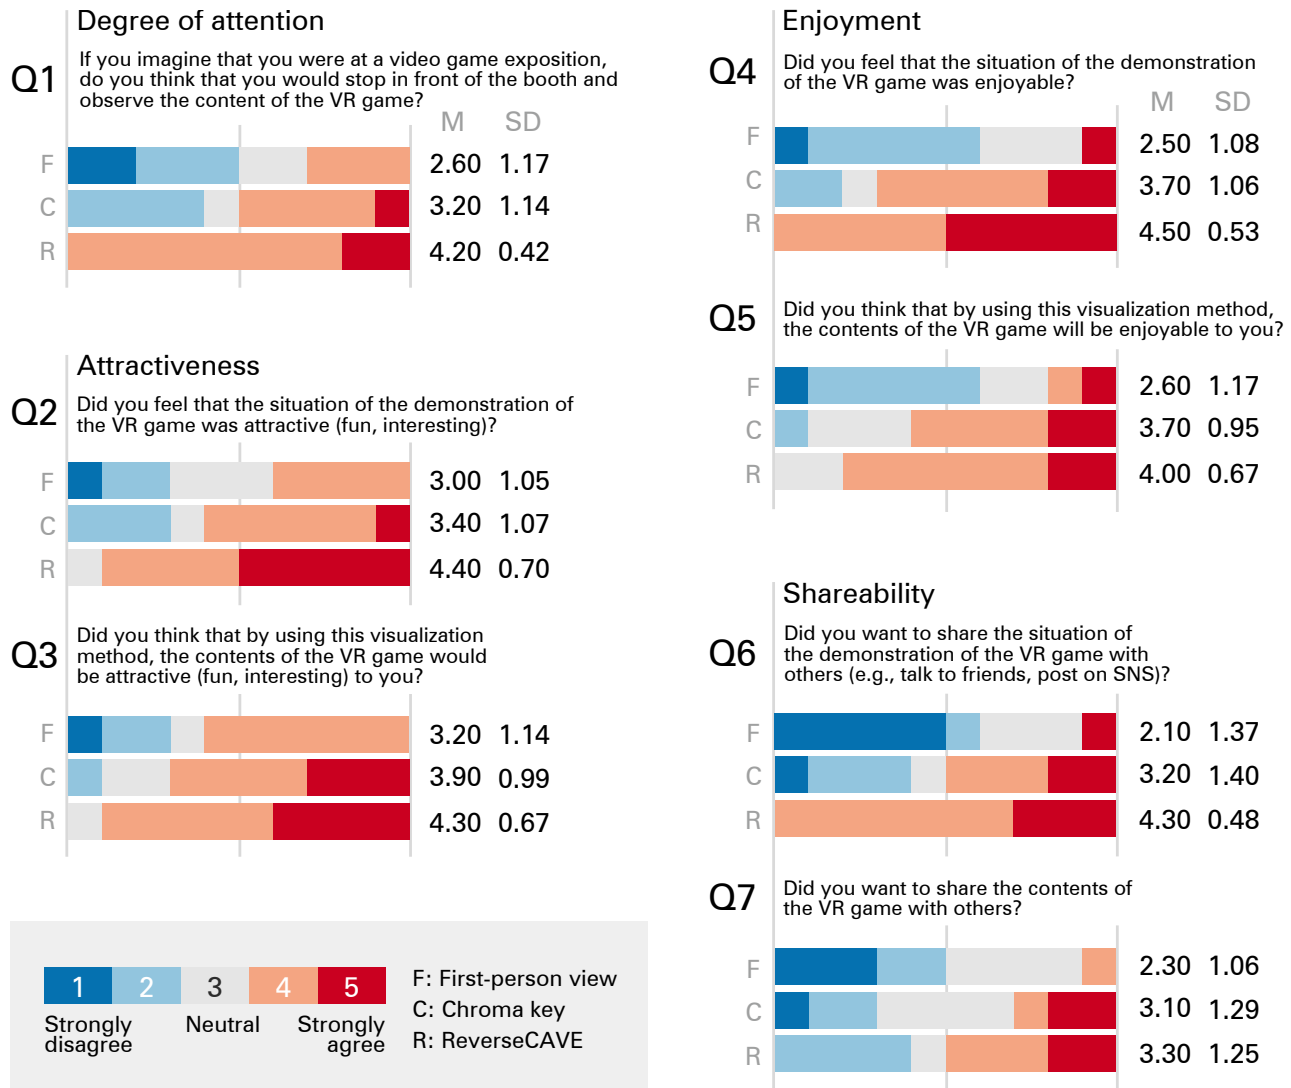 Degree of attention
Q1
If you imagine that you were at a video game exposition,
do you think that you would stop in front of the booth and
observe the content of the VR game?
M SD
F 2.60 1.17
C 3.20 1.14
R 4.20 0.42
Attractiveness
Q2
Did you feel that the situation of the demonstration of
the VR game was attractive (fun, interesting)?
F 3.00 1.05
C 3.40 1.07
R 4.40 0.70
Q3
Did you think that by using this visualization
method, the contents of the VR game would
be attractive (fun, interesting) to you?
F 3.20 1.14
C 3.90 0.99
R 4.30 0.67
1 2 3 4 5
Strongly disagree Neutral Strongly agree
F: First-person view
C: Chroma key
R: ReverseCAVE
Enjoyment
Q4
Did you feel that the situation of the demonstration
of the VR game was enjoyable?
M SD
F 2.50 1.08
C 3.70 1.06
R 4.50 0.53
Q5
Did you think that by using this visualization method,
the contents of the VR game will be enjoyable to you?
F 2.60 1.17
C 3.70 0.95
R 4.00 0.67
Shareability
Q6
Did you want to share the situation of
the demonstration of the VR game with
others (e.g., talk to friends, post on SNS)?
F 2.10 1.37
C 3.20 1.40
R 4.30 0.48
Q7
Did you want to share the contents of
the VR game with others?
F 2.30 1.06
C 3.10 1.29
R 3.30 1.25